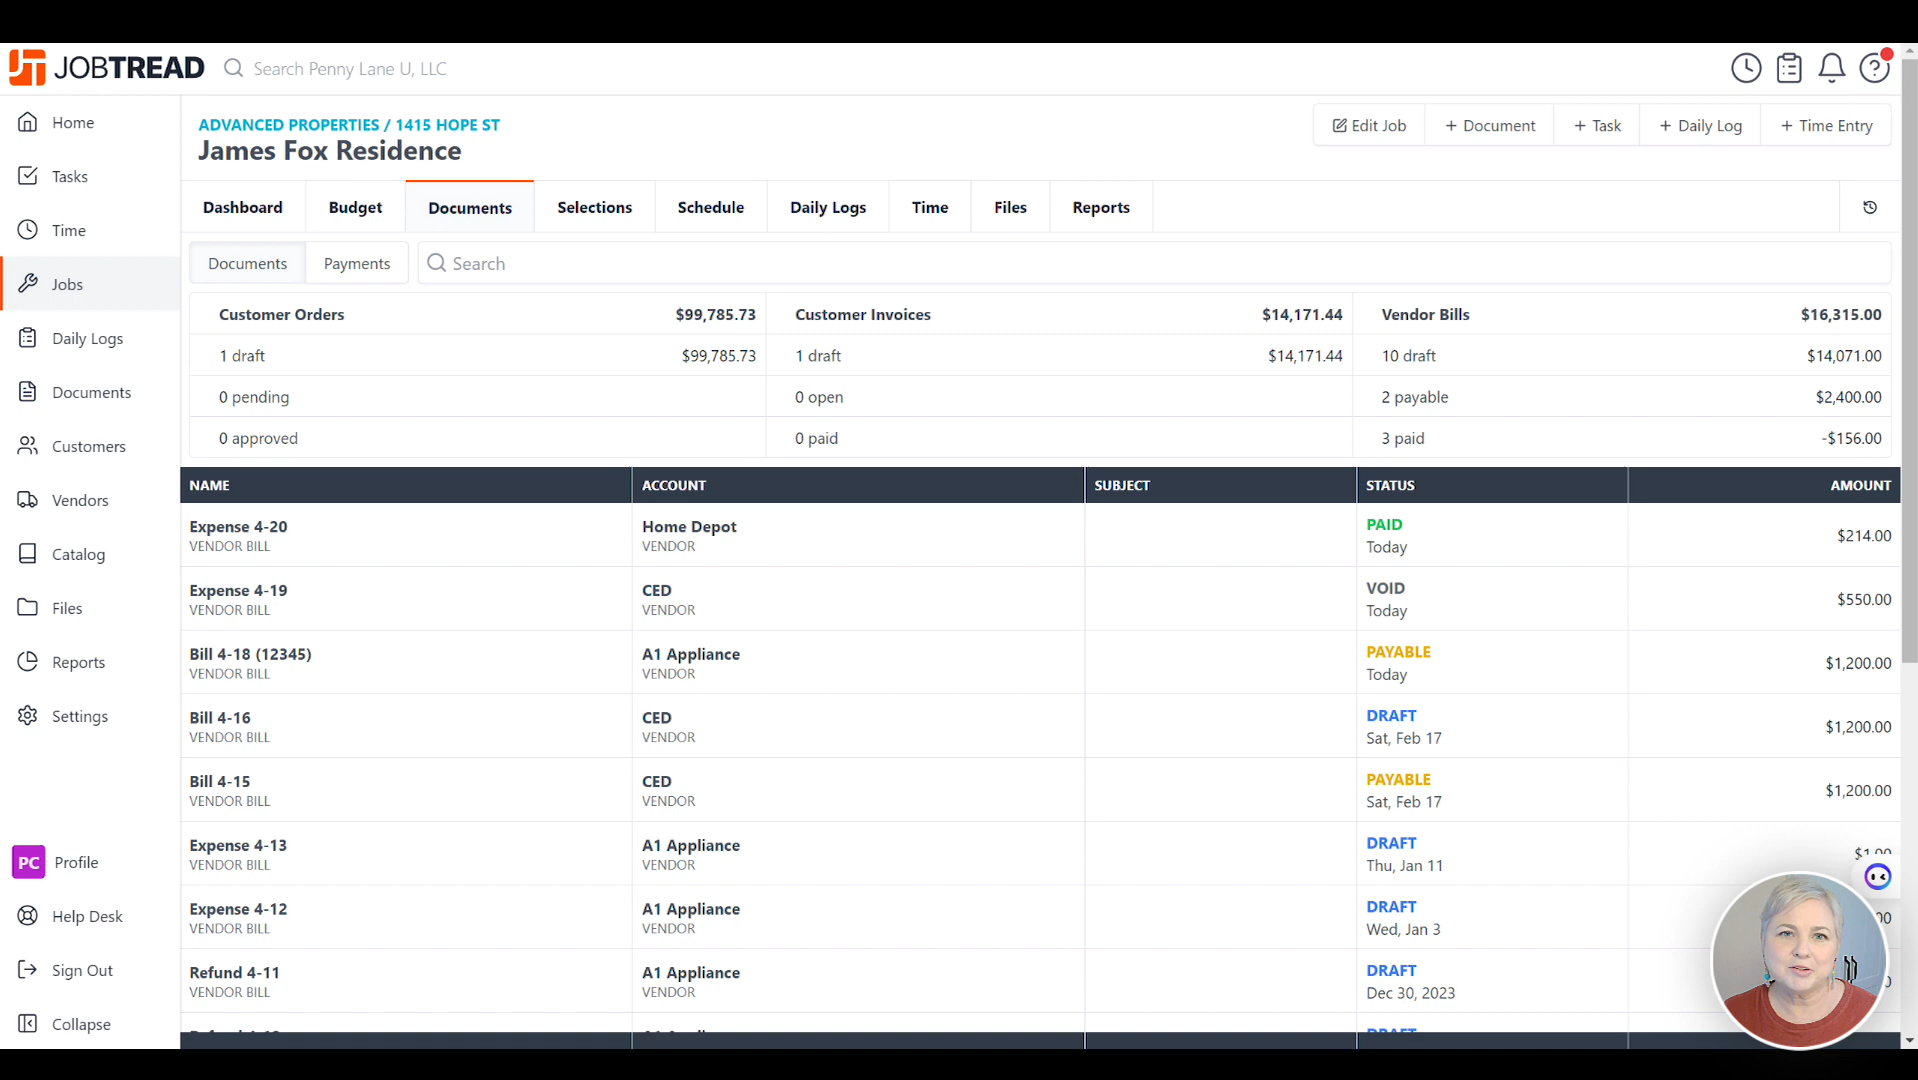 JOBTREAD
Search Penny Lane U, LLC
Home
Tasks
Time
Jobs
Daily Logs
Documents
Customers
Vendors
Catalog
Files
Reports
Settings
PC Profile
Help Desk
Sign Out
Collapse
ADVANCED PROPERTIES / 1415 HOPE ST
James Fox Residence
Edit Job + Document + Task + Daily Log + Time Entry
Dashboard Budget Documents Selections Schedule Daily Logs Time Files Reports
Documents Payments Search
Customer Orders $99,785.73 Customer Invoices $14,171.44 Vendor Bills $16,315.00
1 draft $99,785.73 1 draft $14,171.44 10 draft $14,071.00
0 pending 0 open 2 payable $2,400.00
0 approved 0 paid 3 paid -$156.00
NAME ACCOUNT SUBJECT STATUS AMOUNT
Expense 4-20 Home Depot PAID $214.00
VENDOR BILL VENDOR Today
Expense 4-19 CED VOID $550.00
VENDOR BILL VENDOR Today
Bill 4-18 (12345) A1 Appliance PAYABLE $1,200.00
VENDOR BILL VENDOR Today
Bill 4-16 CED DRAFT $1,200.00
VENDOR BILL VENDOR Sat, Feb 17
Bill 4-15 CED PAYABLE $1,200.00
VENDOR BILL VENDOR Sat, Feb 17
Expense 4-13 A1 Appliance DRAFT
VENDOR BILL VENDOR Thu, Jan 11
Expense 4-12 A1 Appliance DRAFT
VENDOR BILL VENDOR Wed, Jan 3
Refund 4-11 A1 Appliance DRAFT
VENDOR BILL VENDOR Dec 30, 2023